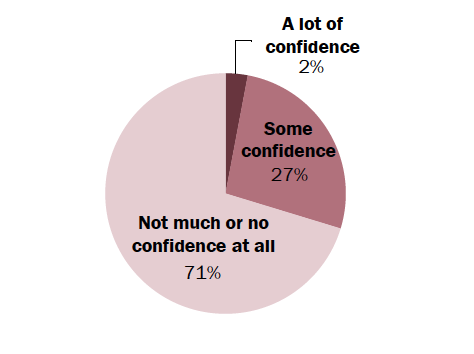 A lot of
confidence
2%
Some
confidence
27%
Not much or no
confidence at all
71%